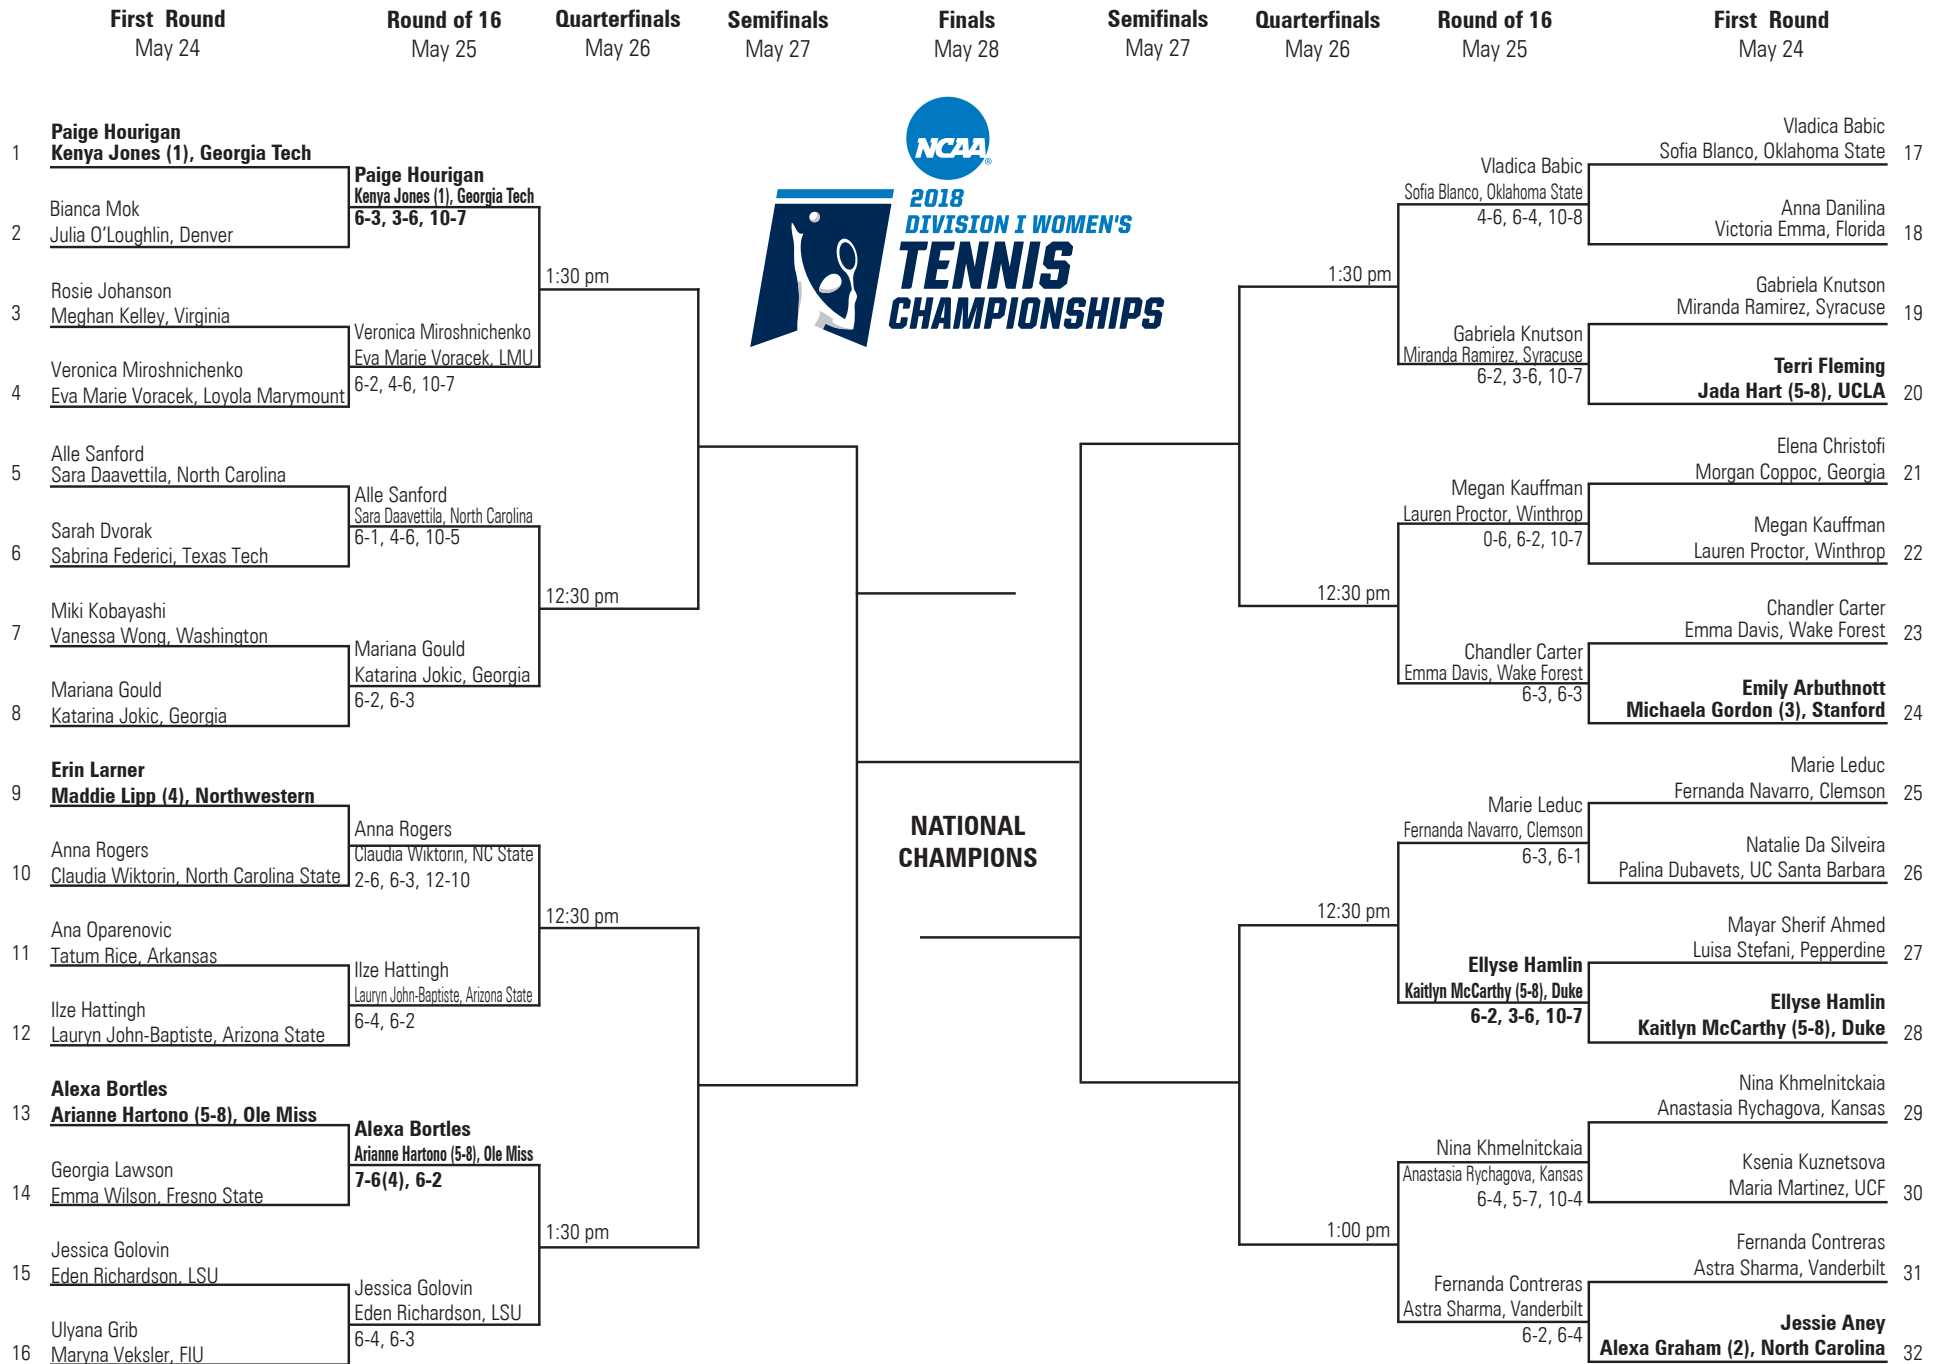 First Round
May 24
Round of 16
May 25
Quarterfinals
May 26
Semifinals
May 27
Finals
May 28
Semifinals
May 27
Quarterfinals
May 26
Round of 16
May 25
First Round
May 24
NCAA®
2018
DIVISION I WOMEN'S
TENNIS
CHAMPIONSHIPS
Paige Hourigan
1 Kenya Jones (1), Georgia Tech
Bianca Mok
2 Julia O'Loughlin, Denver
Rosie Johanson
3 Meghan Kelley, Virginia
Veronica Miroshnichenko
4 Eva Marie Voracek, Loyola Marymount
Alle Sanford
5 Sara Daavettila, North Carolina
Sarah Dvorak
6 Sabrina Federici, Texas Tech
Miki Kobayashi
7 Vanessa Wong, Washington
Mariana Gould
8 Katarina Jokic, Georgia
Erin Larner
9 Maddie Lipp (4), Northwestern
Anna Rogers
10 Claudia Wiktorin, North Carolina State
Ana Oparenovic
11 Tatum Rice, Arkansas
Ilze Hattingh
12 Lauryn John-Baptiste, Arizona State
Alexa Bortles
13 Arianne Hartono (5-8), Ole Miss
Georgia Lawson
14 Emma Wilson, Fresno State
Jessica Golovin
15 Eden Richardson, LSU
Ulyana Grib
16 Maryna Veksler, FIU
Paige Hourigan
Kenya Jones (1), Georgia Tech
6-3, 3-6, 10-7
Veronica Miroshnichenko
Eva Marie Voracek, LMU
6-2, 4-6, 10-7
Alle Sanford
Sara Daavettila, North Carolina
6-1, 4-6, 10-5
Mariana Gould
Katarina Jokic, Georgia
6-2, 6-3
Anna Rogers
Claudia Wiktorin, NC State
2-6, 6-3, 12-10
Ilze Hattingh
Lauryn John-Baptiste, Arizona State
6-4, 6-2
Alexa Bortles
Arianne Hartono (5-8), Ole Miss
7-6(4), 6-2
Jessica Golovin
Eden Richardson, LSU
6-4, 6-3
1:30 pm
12:30 pm
12:30 pm
1:30 pm
NATIONAL
CHAMPIONS
1:30 pm
12:30 pm
12:30 pm
1:00 pm
Vladica Babic
Sofia Blanco, Oklahoma State
4-6, 6-4, 10-8
Gabriela Knutson
Miranda Ramirez, Syracuse
6-2, 3-6, 10-7
Megan Kauffman
Lauren Proctor, Winthrop
0-6, 6-2, 10-7
Chandler Carter
Emma Davis, Wake Forest
6-3, 6-3
Marie Leduc
Fernanda Navarro, Clemson
6-3, 6-1
Ellyse Hamlin
Kaitlyn McCarthy (5-8), Duke
6-2, 3-6, 10-7
Nina Khmelnitckaia
Anastasia Rychagova, Kansas
6-4, 5-7, 10-4
Fernanda Contreras
Astra Sharma, Vanderbilt
6-2, 6-4
Vladica Babic
Sofia Blanco, Oklahoma State 17
Anna Danilina
Victoria Emma, Florida 18
Gabriela Knutson
Miranda Ramirez, Syracuse 19
Terri Fleming
Jada Hart (5-8), UCLA 20
Elena Christofi
Morgan Coppoc, Georgia 21
Megan Kauffman
Lauren Proctor, Winthrop 22
Chandler Carter
Emma Davis, Wake Forest 23
Emily Arbuthnott
Michaela Gordon (3), Stanford 24
Marie Leduc
Fernanda Navarro, Clemson 25
Natalie Da Silveira
Palina Dubavets, UC Santa Barbara 26
Mayar Sherif Ahmed
Luisa Stefani, Pepperdine 27
Ellyse Hamlin
Kaitlyn McCarthy (5-8), Duke 28
Nina Khmelnitckaia
Anastasia Rychagova, Kansas 29
Ksenia Kuznetsova
Maria Martinez, UCF 30
Fernanda Contreras
Astra Sharma, Vanderbilt 31
Jessie Aney
Alexa Graham (2), North Carolina 32